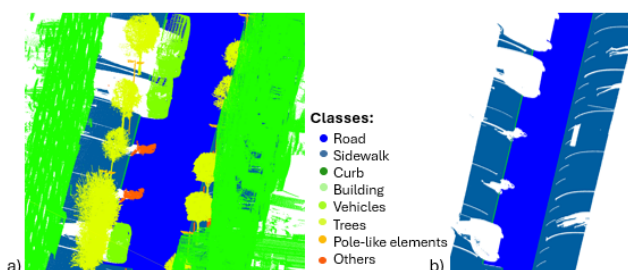 Classes:
Road
Sidewalk
Curb
Building
Vehicles
Trees
Pole-like elements
Others
a)
b)